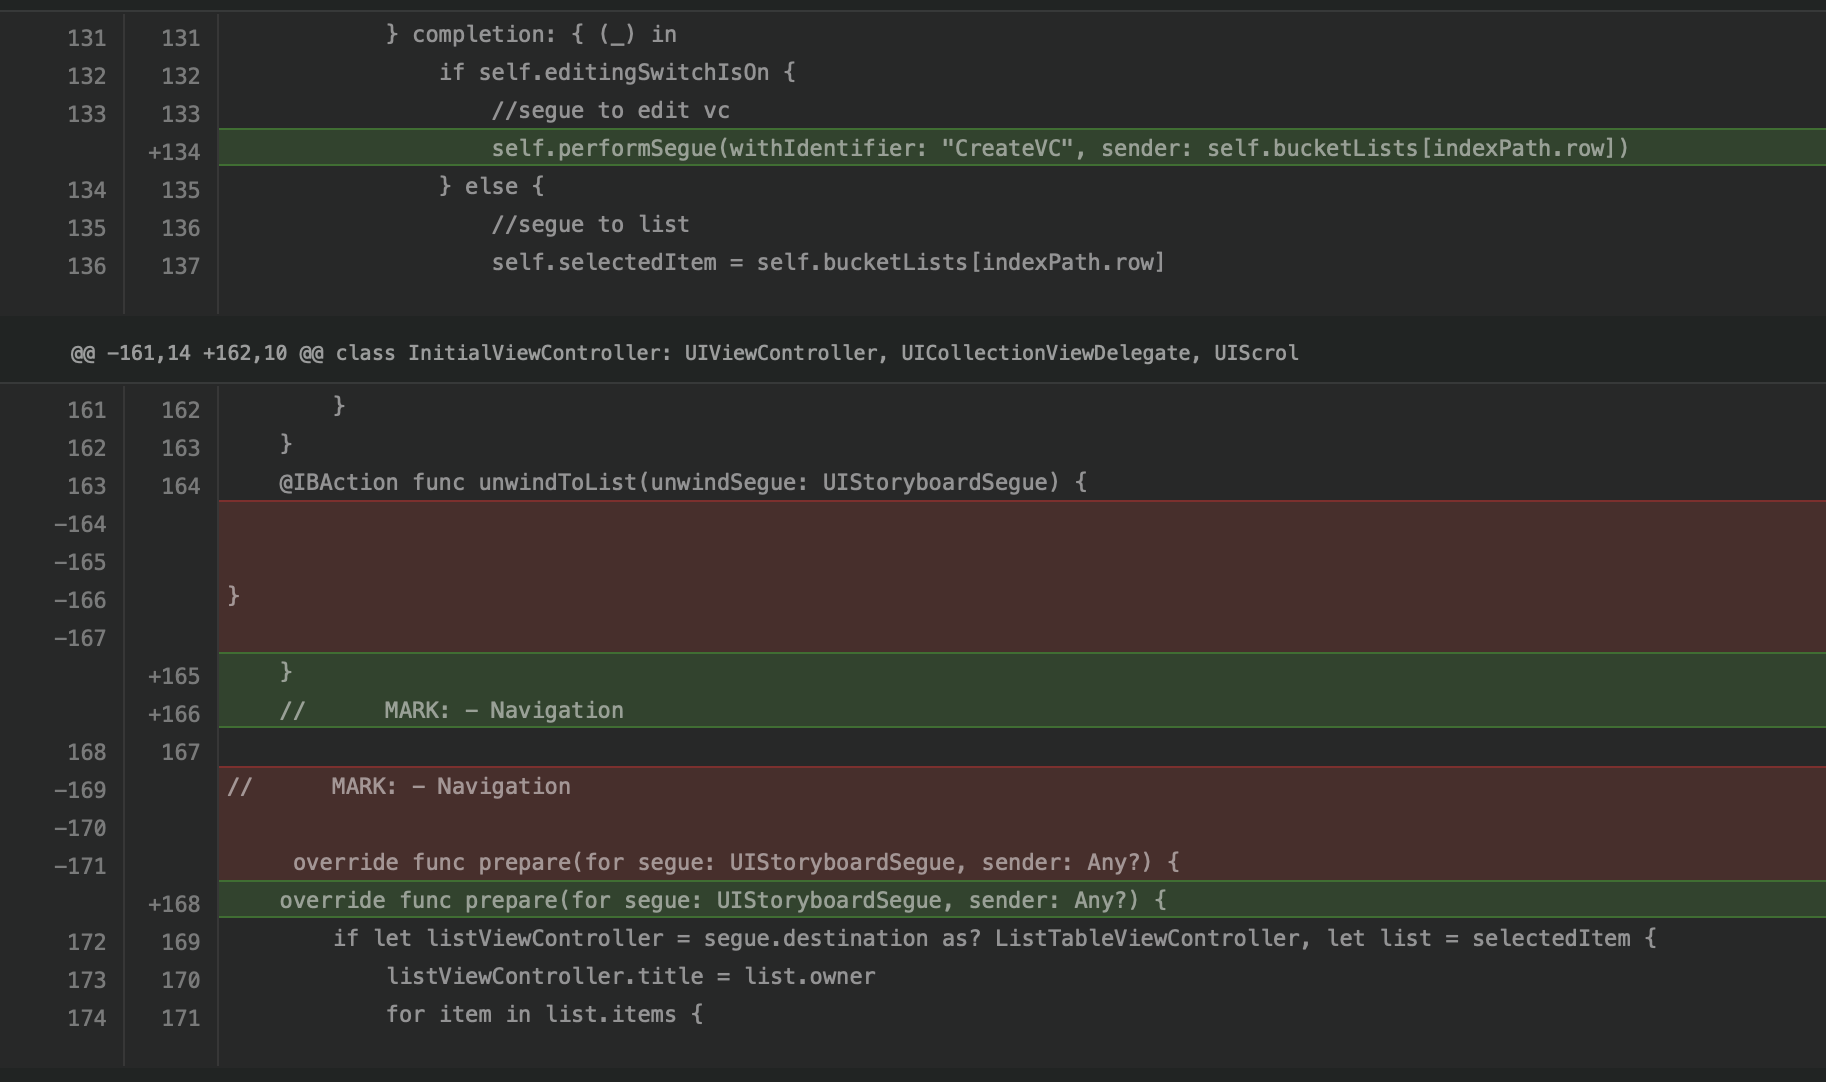 131 131 } completion: { (_) in
132 132 if self.editingSwitchIsOn {
133 133 //segue to edit vc
+134 self.performSegue(withIdentifier: "CreateVC", sender: self.bucketLists[indexPath.row])
134 135 } else {
135 136 //segue to list
136 137 self.selectedItem = self.bucketLists[indexPath.row]
@@ −161,14 +162,10 @@ class InitialViewController: UIViewController, UICollectionViewDelegate, UIScrol
161 162 }
162 163 }
163 164 @IBAction func unwindToList(unwindSegue: UIStoryboardSegue) {
−164
−165
−166 }
−167
+165 }
+166 // MARK: − Navigation
168 167
−169 // MARK: − Navigation
−170
−171 override func prepare(for segue: UIStoryboardSegue, sender: Any?) {
+168 override func prepare(for segue: UIStoryboardSegue, sender: Any?) {
172 169 if let listViewController = segue.destination as? ListTableViewController, let list = selectedItem {
173 170 listViewController.title = list.owner
174 171 for item in list.items {